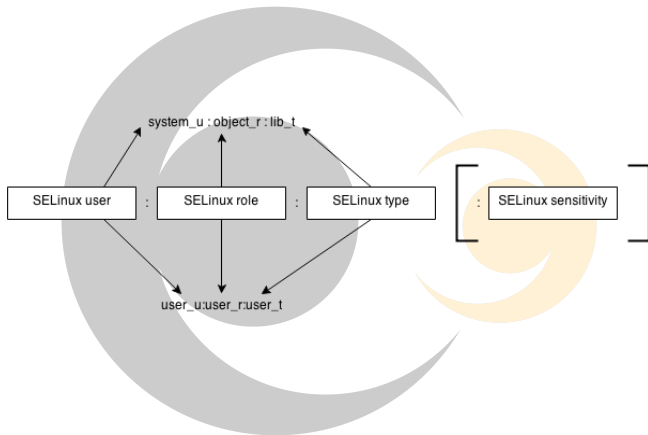 system_u : object_r : lib_t
SELinux user : SELinux role : SELinux type [ : SELinux sensitivity ]
user_u:user_r:user_t